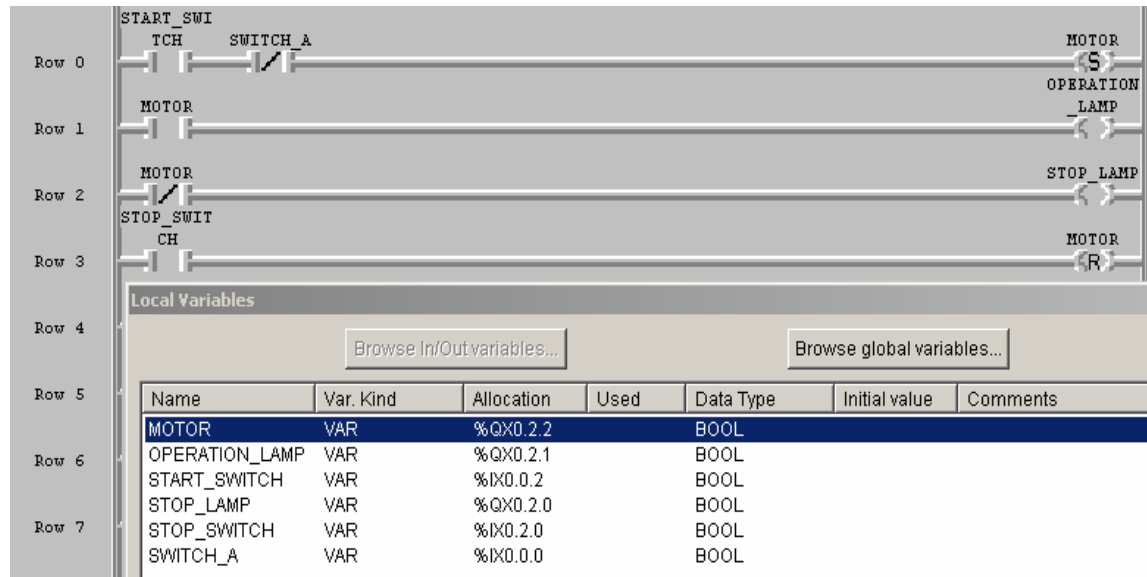 START_SWI
TCH SWITCH_A MOTOR
Row 0 S
OPERATION
MOTOR _LAMP
Row 1
MOTOR STOP_LAMP
Row 2
STOP_SWIT
CH MOTOR
Row 3 R
Local Variables
Row 4
Browse In/Out variables... Browse global variables...
Row 5
Name Var. Kind Allocation Used Data Type Initial value Comments
MOTOR VAR %QX0.2.2 BOOL
OPERATION_LAMP VAR %QX0.2.1 BOOL
Row 6
START_SWITCH VAR %IX0.0.2 BOOL
STOP_LAMP VAR %QX0.2.0 BOOL
Row 7
STOP_SWITCH VAR %IX0.2.0 BOOL
SWITCH_A VAR %IX0.0.0 BOOL